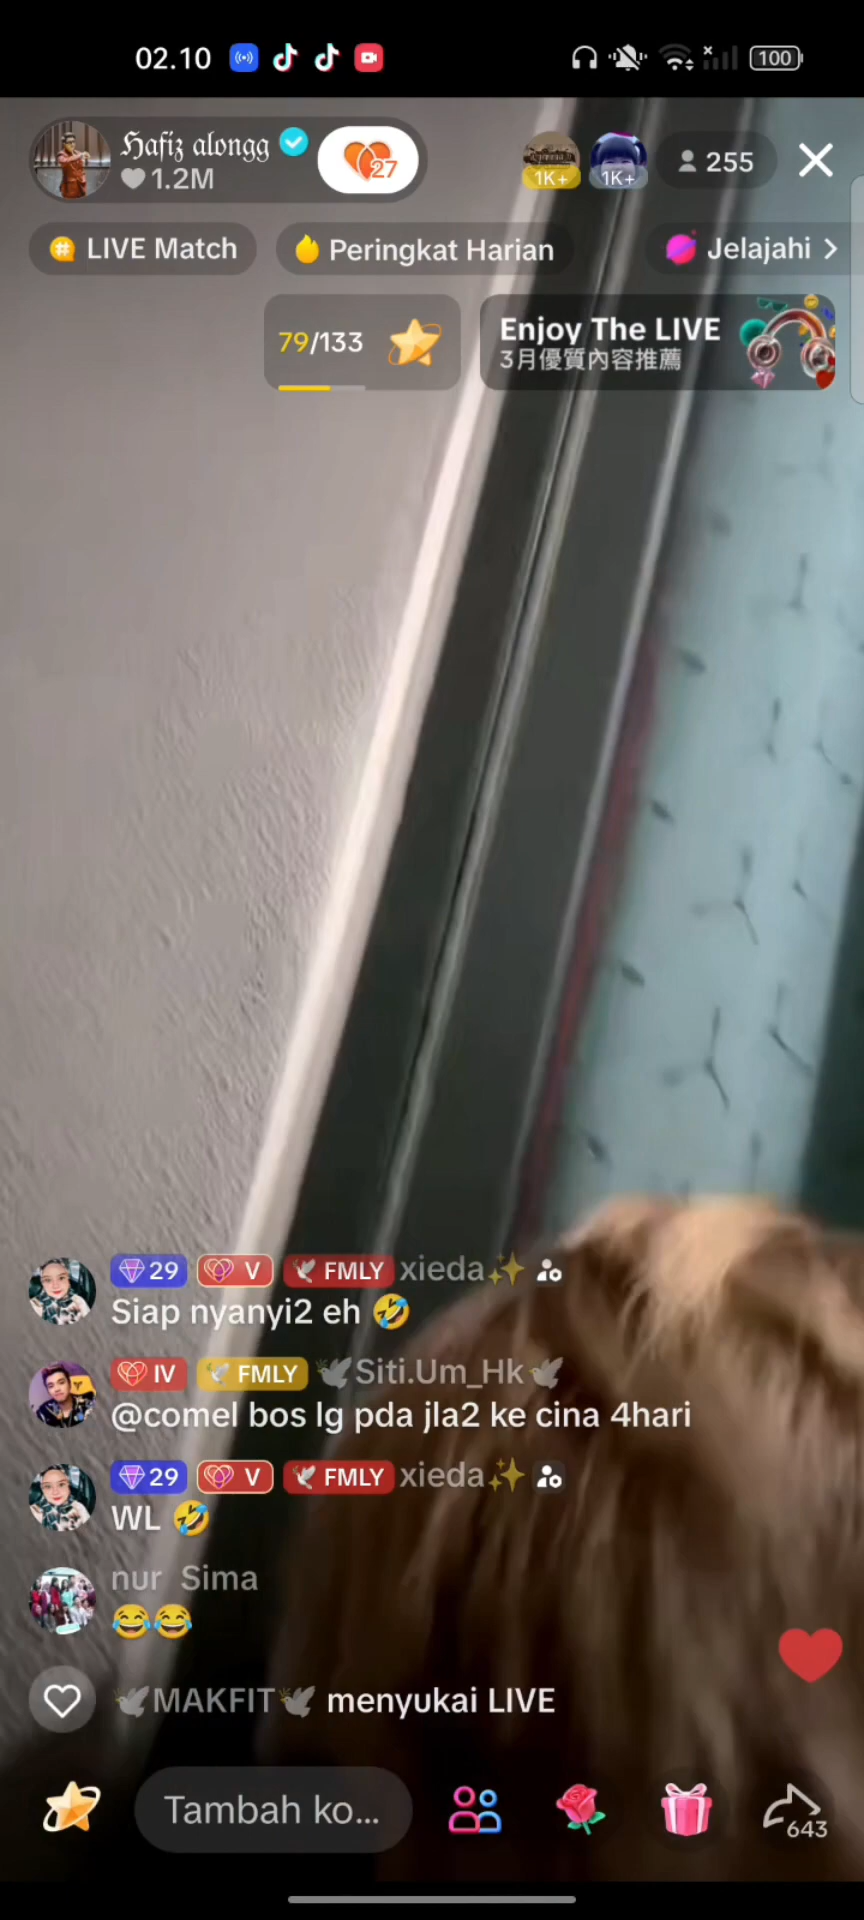 02.10
100
ℌafiz alongg
27
1.2M
1K+
1K+
255
LIVE Match
Peringkat Harian
Jelajahi
79/133
Enjoy The LIVE
3月優質內容推薦
29 V FMLY xieda
Siap nyanyi2 eh 🤣
IV FMLY 🕊Siti.Um_Hk🕊
@comel bos lg pda jla2 ke cina 4hari
29 V FMLY xieda
WL 🤣
nur Sima
😂😂
🕊MAKFIT🕊 menyukai LIVE
Tambah ko...
643